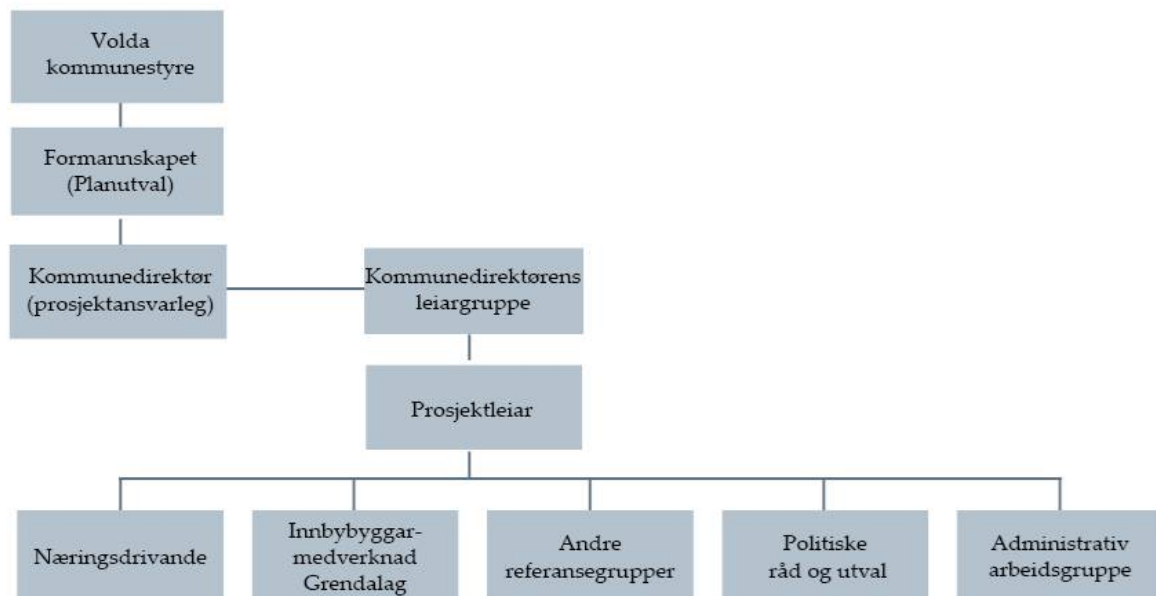 Volda
kommunestyre
Formannskapet
(Planutval)
Kommunedirektør
(prosjektansvarleg)
Kommunedirektørens
leiargruppe
Prosjektleiar
Næringsdrivande
Innbybyggar-
medverknad
Grendalag
Andre
referansegrupper
Politiske
råd og utval
Administrativ
arbeidsgruppe